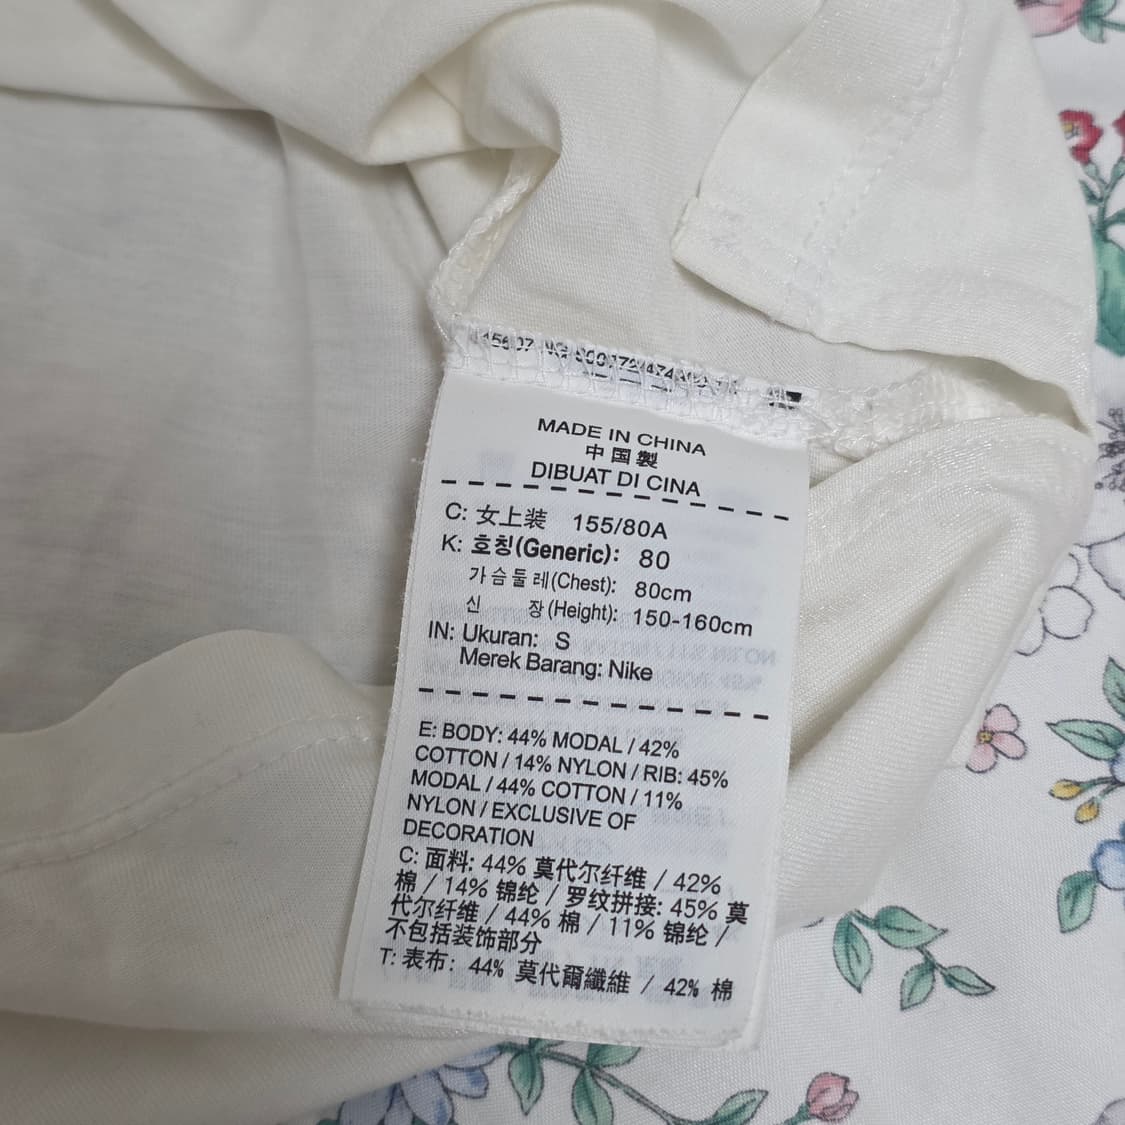 MADE IN CHINA
中国製
DIBUAT DI CINA
C: 女上装 155/80A
K: 호칭(Generic): 80
가슴둘레(Chest): 80cm
신 장(Height): 150-160cm
IN: Ukuran: S
Merek Barang: Nike
E: BODY: 44% MODAL / 42%
COTTON / 14% NYLON / RIB: 45%
MODAL / 44% COTTON / 11%
NYLON / EXCLUSIVE OF
DECORATION
C: 面料: 44% 莫代尔纤维 / 42%
棉 / 14% 锦纶 / 罗纹拼接: 45% 莫
代尔纤维 / 44% 棉 / 11% 锦纶 /
不包括装饰部分
T: 表布: 44% 莫代爾纖維 / 42% 棉